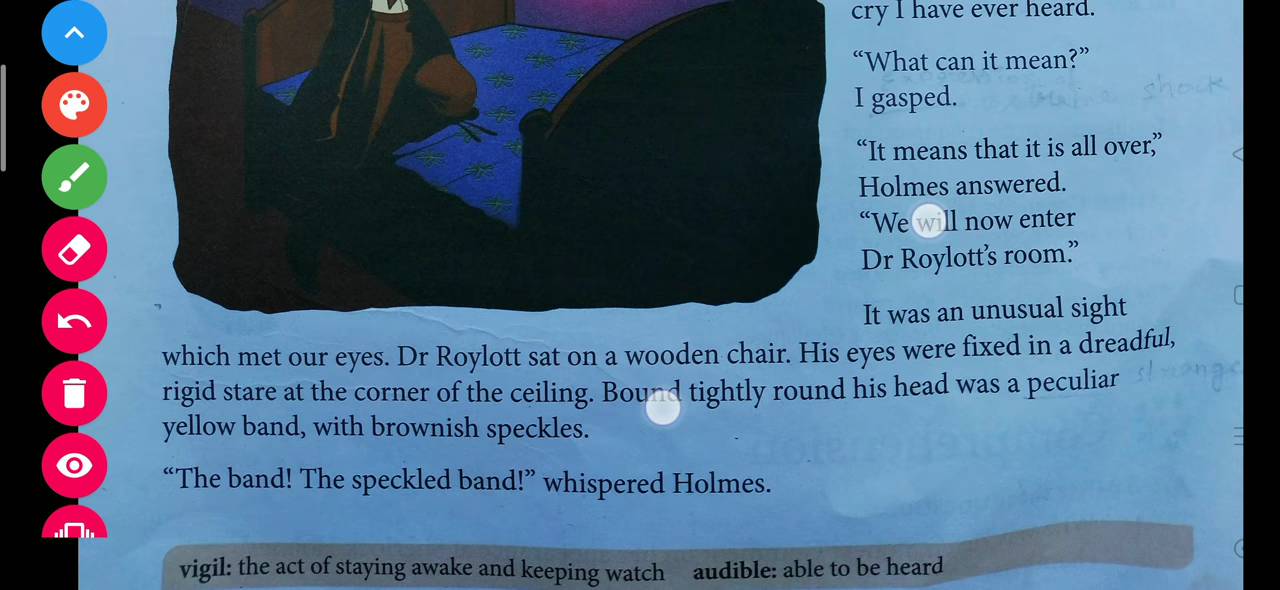 cry I have ever heard.
“What can it mean?”
I gasped.
extreme shock
“It means that it is all over,”
Holmes answered.
“We will now enter
Dr Roylott’s room.”
It was an unusual sight
which met our eyes. Dr Roylott sat on a wooden chair. His eyes were fixed in a dreadful,
rigid stare at the corner of the ceiling. Bound tightly round his head was a peculiar
strange
yellow band, with brownish speckles.
“The band! The speckled band!” whispered Holmes.
vigil: the act of staying awake and keeping watch audible: able to be heard